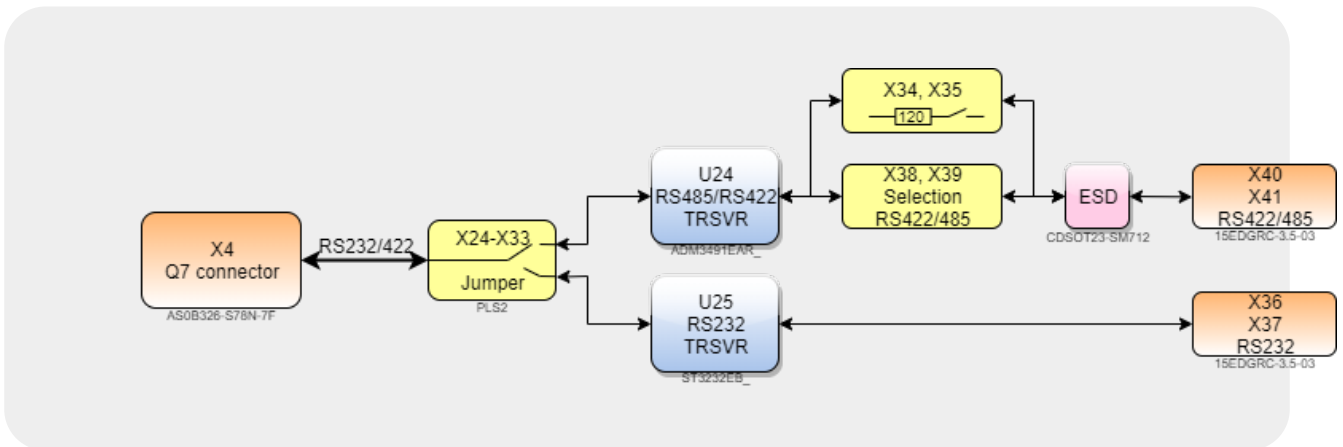 X34, X35
120
U24
RS485/RS422
TRSVR
ADM3491EAR_
X38, X39
Selection
RS422/485
ESD
CDSOT23-SM712
X40
X41
RS422/485
15EDGRC-3.5-03
X4
Q7 connector
AS0B326-S78N-7F
RS232/422
X24-X33
Jumper
PLS2
U25
RS232
TRSVR
ST3232EB_
X36
X37
RS232
15EDGRC-3.5-03